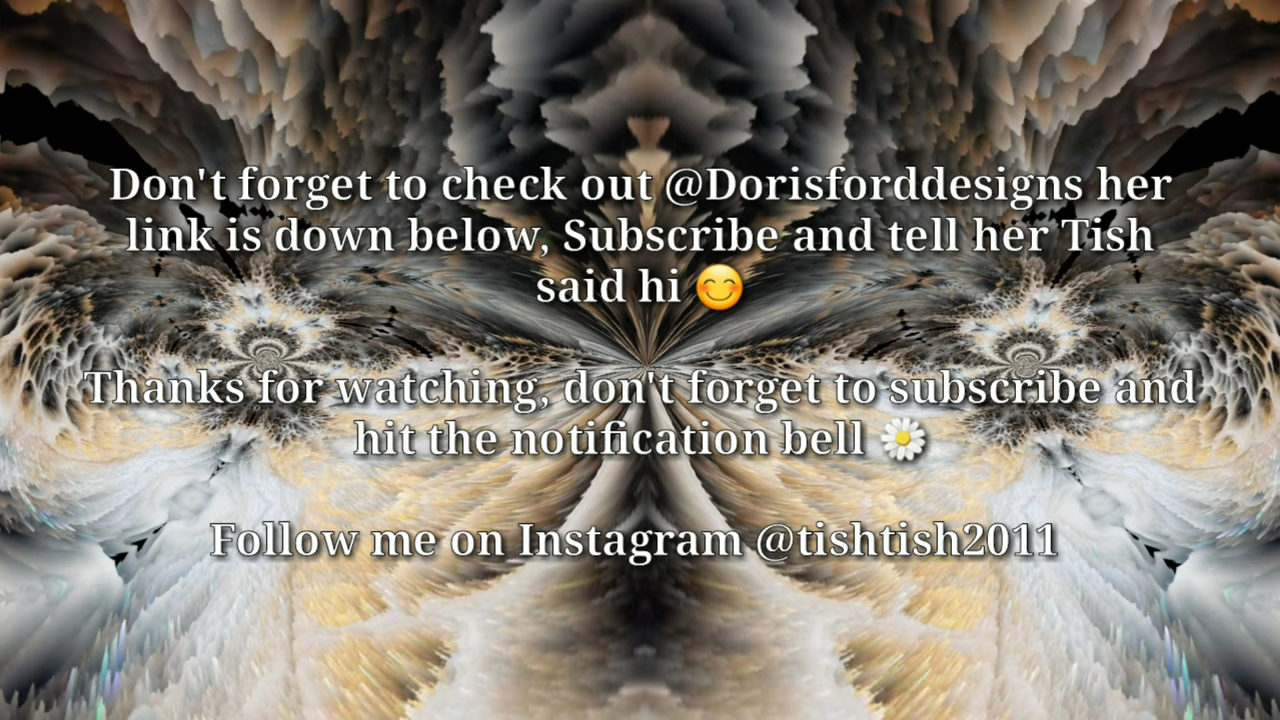 Don't forget to check out @Dorisforddesigns her
link is down below, Subscribe and tell her Tish
said hi 😊
Thanks for watching, don't forget to subscribe and
hit the notification bell 🌼
Follow me on Instagram @tishtish2011